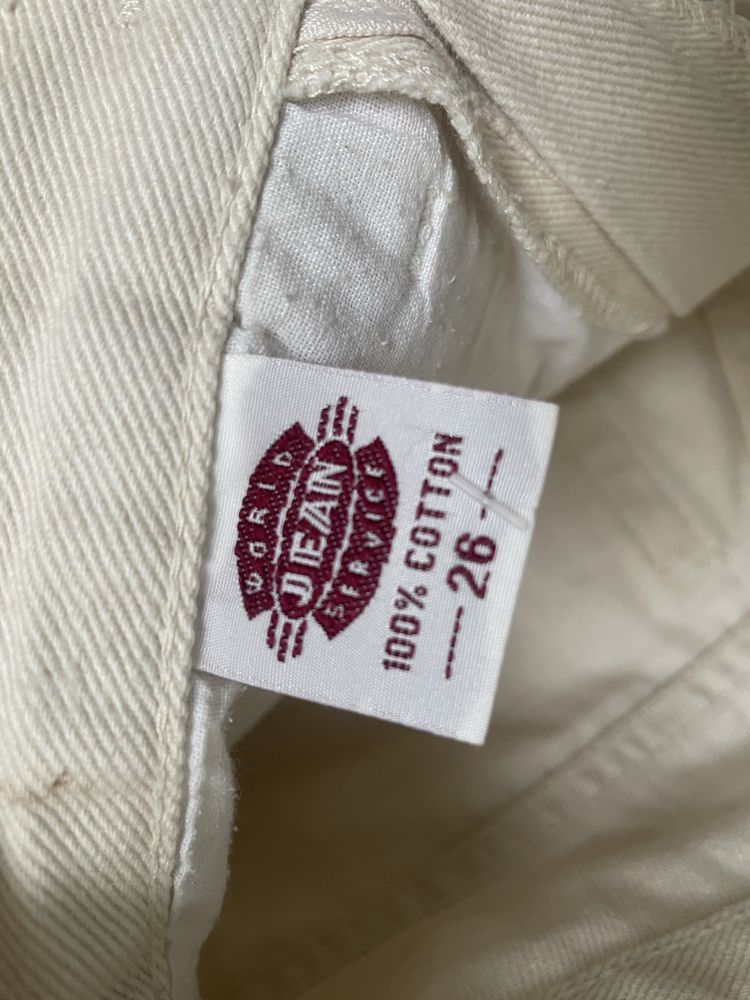 WORLD
JEAN
SERVICE
100% COTTON
----- 26 -----